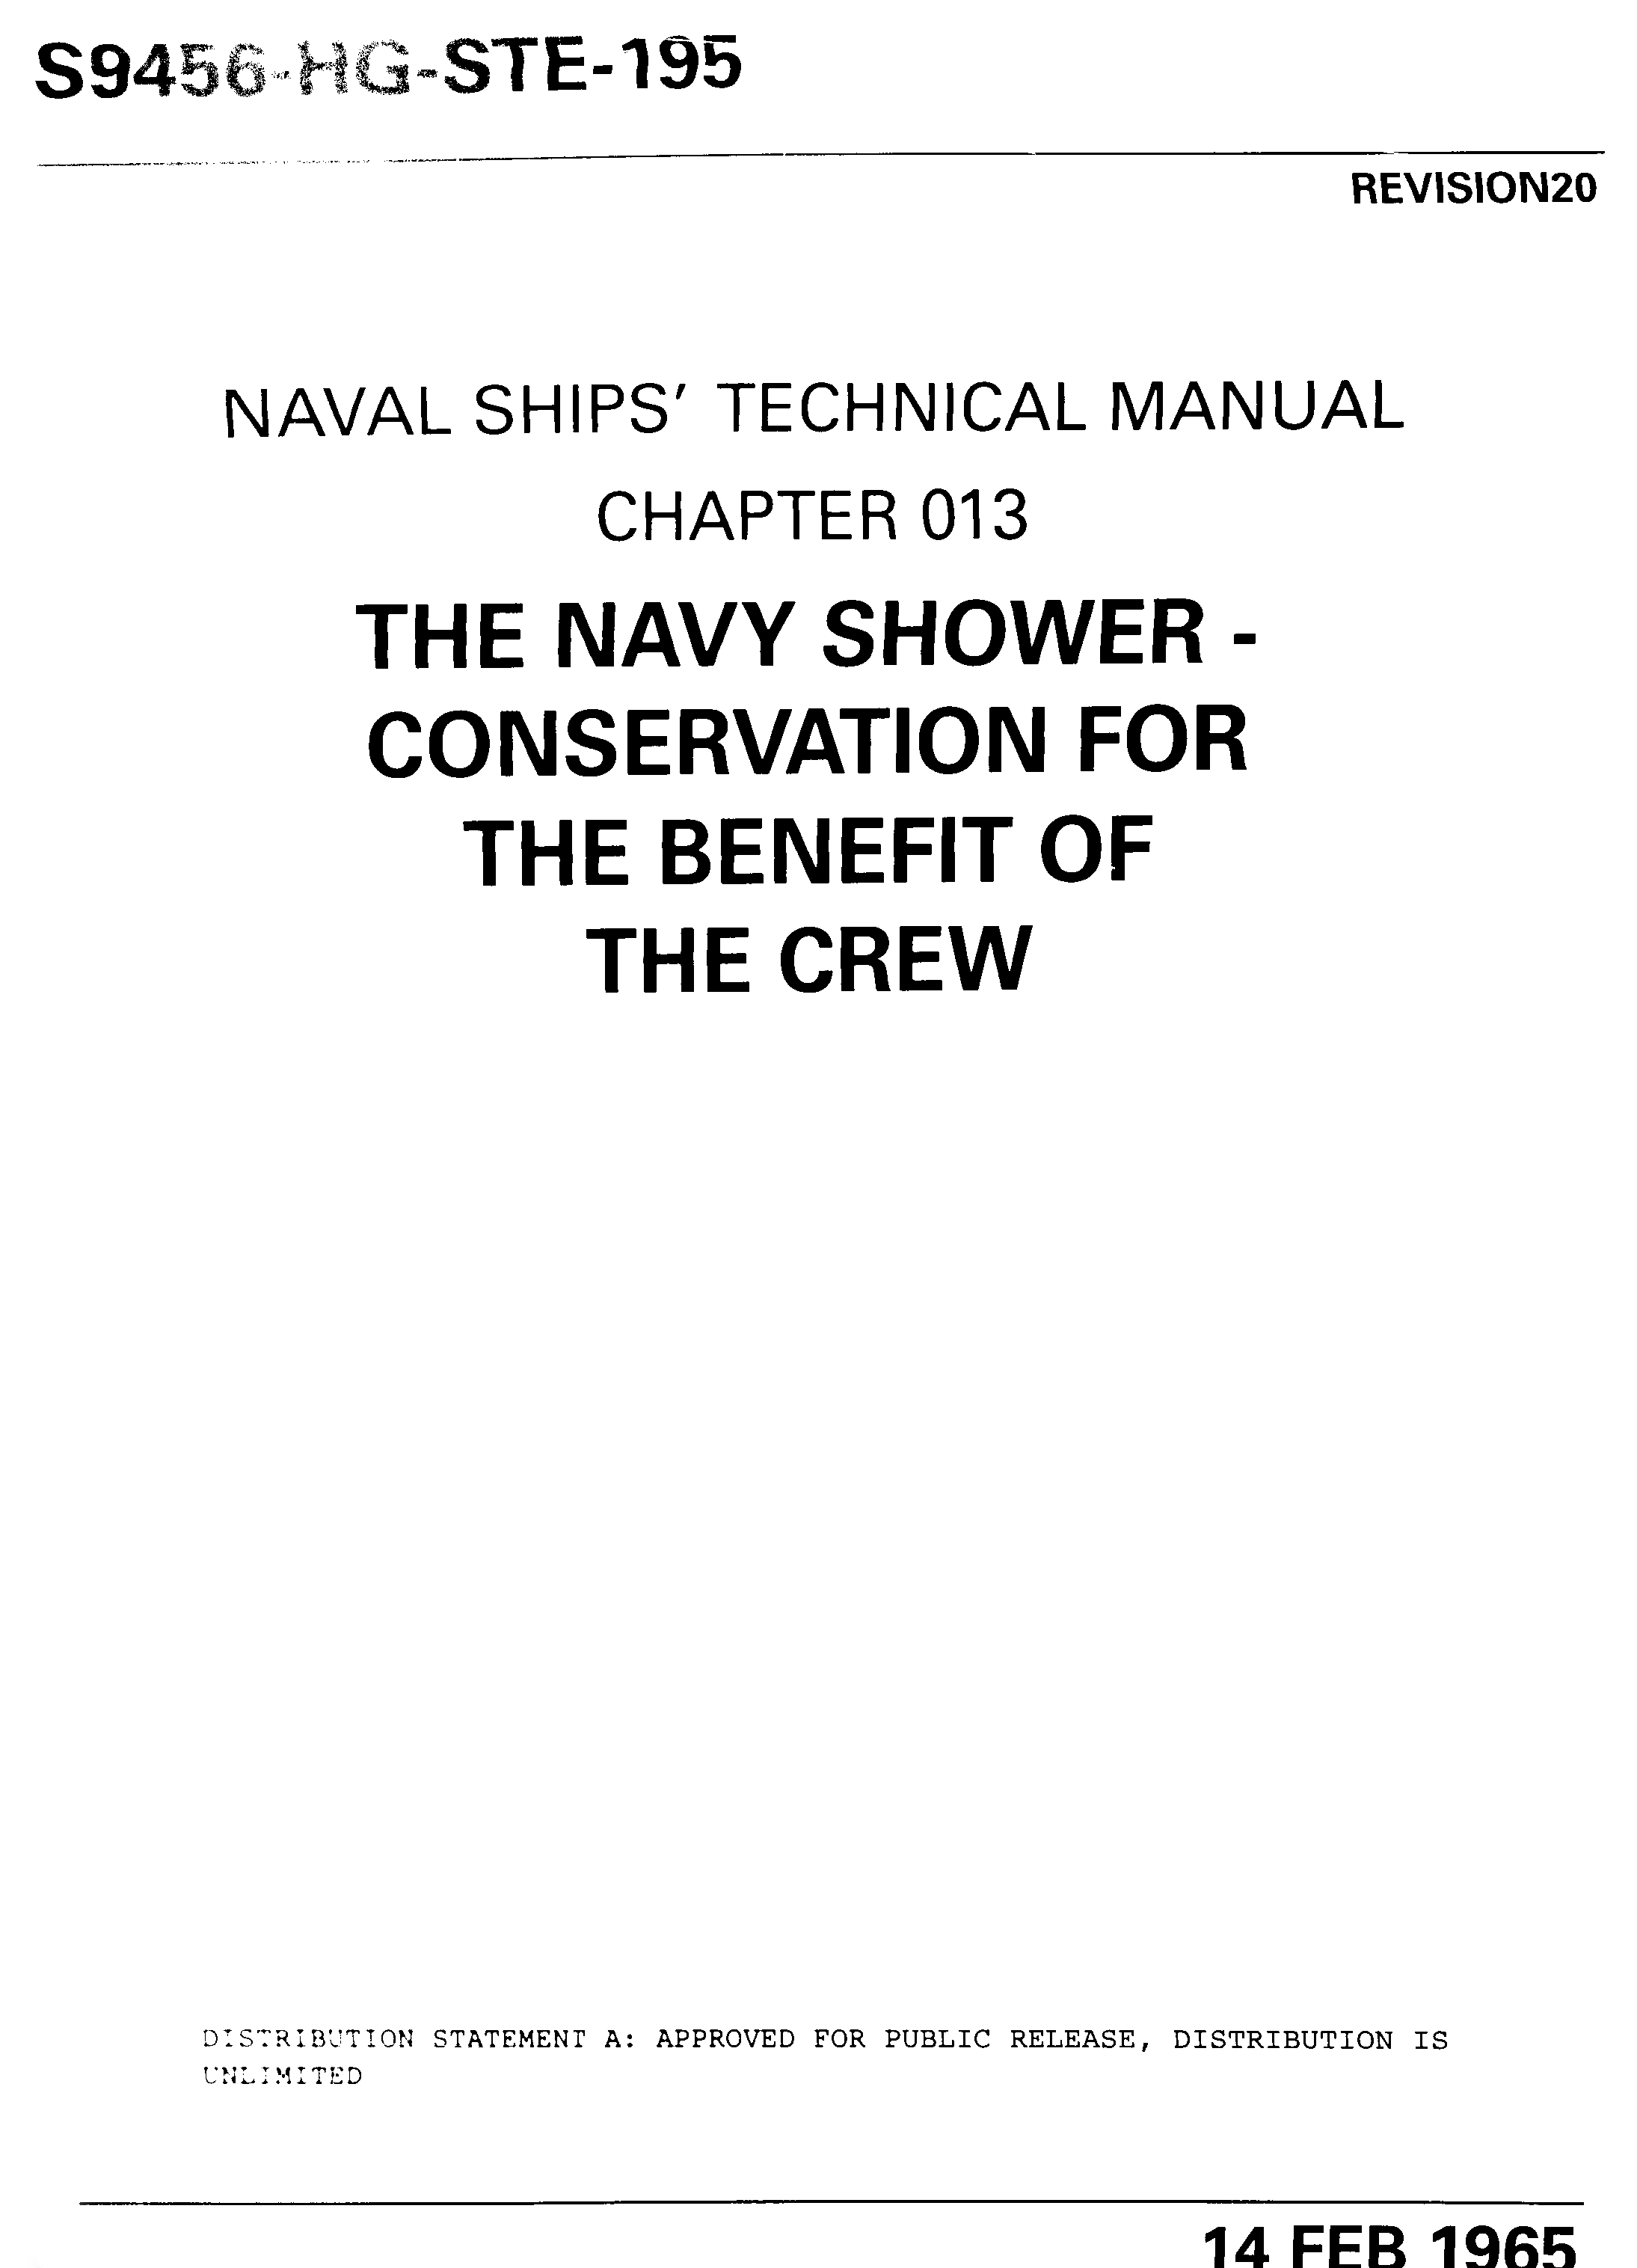 S9456-HG-STE-195
REVISION20
NAVAL SHIPS' TECHNICAL MANUAL
CHAPTER 013
THE NAVY SHOWER -
CONSERVATION FOR
THE BENEFIT OF
THE CREW
DISTRIBUTION STATEMENT A: APPROVED FOR PUBLIC RELEASE, DISTRIBUTION IS
UNLIMITED
14 FEB 1965